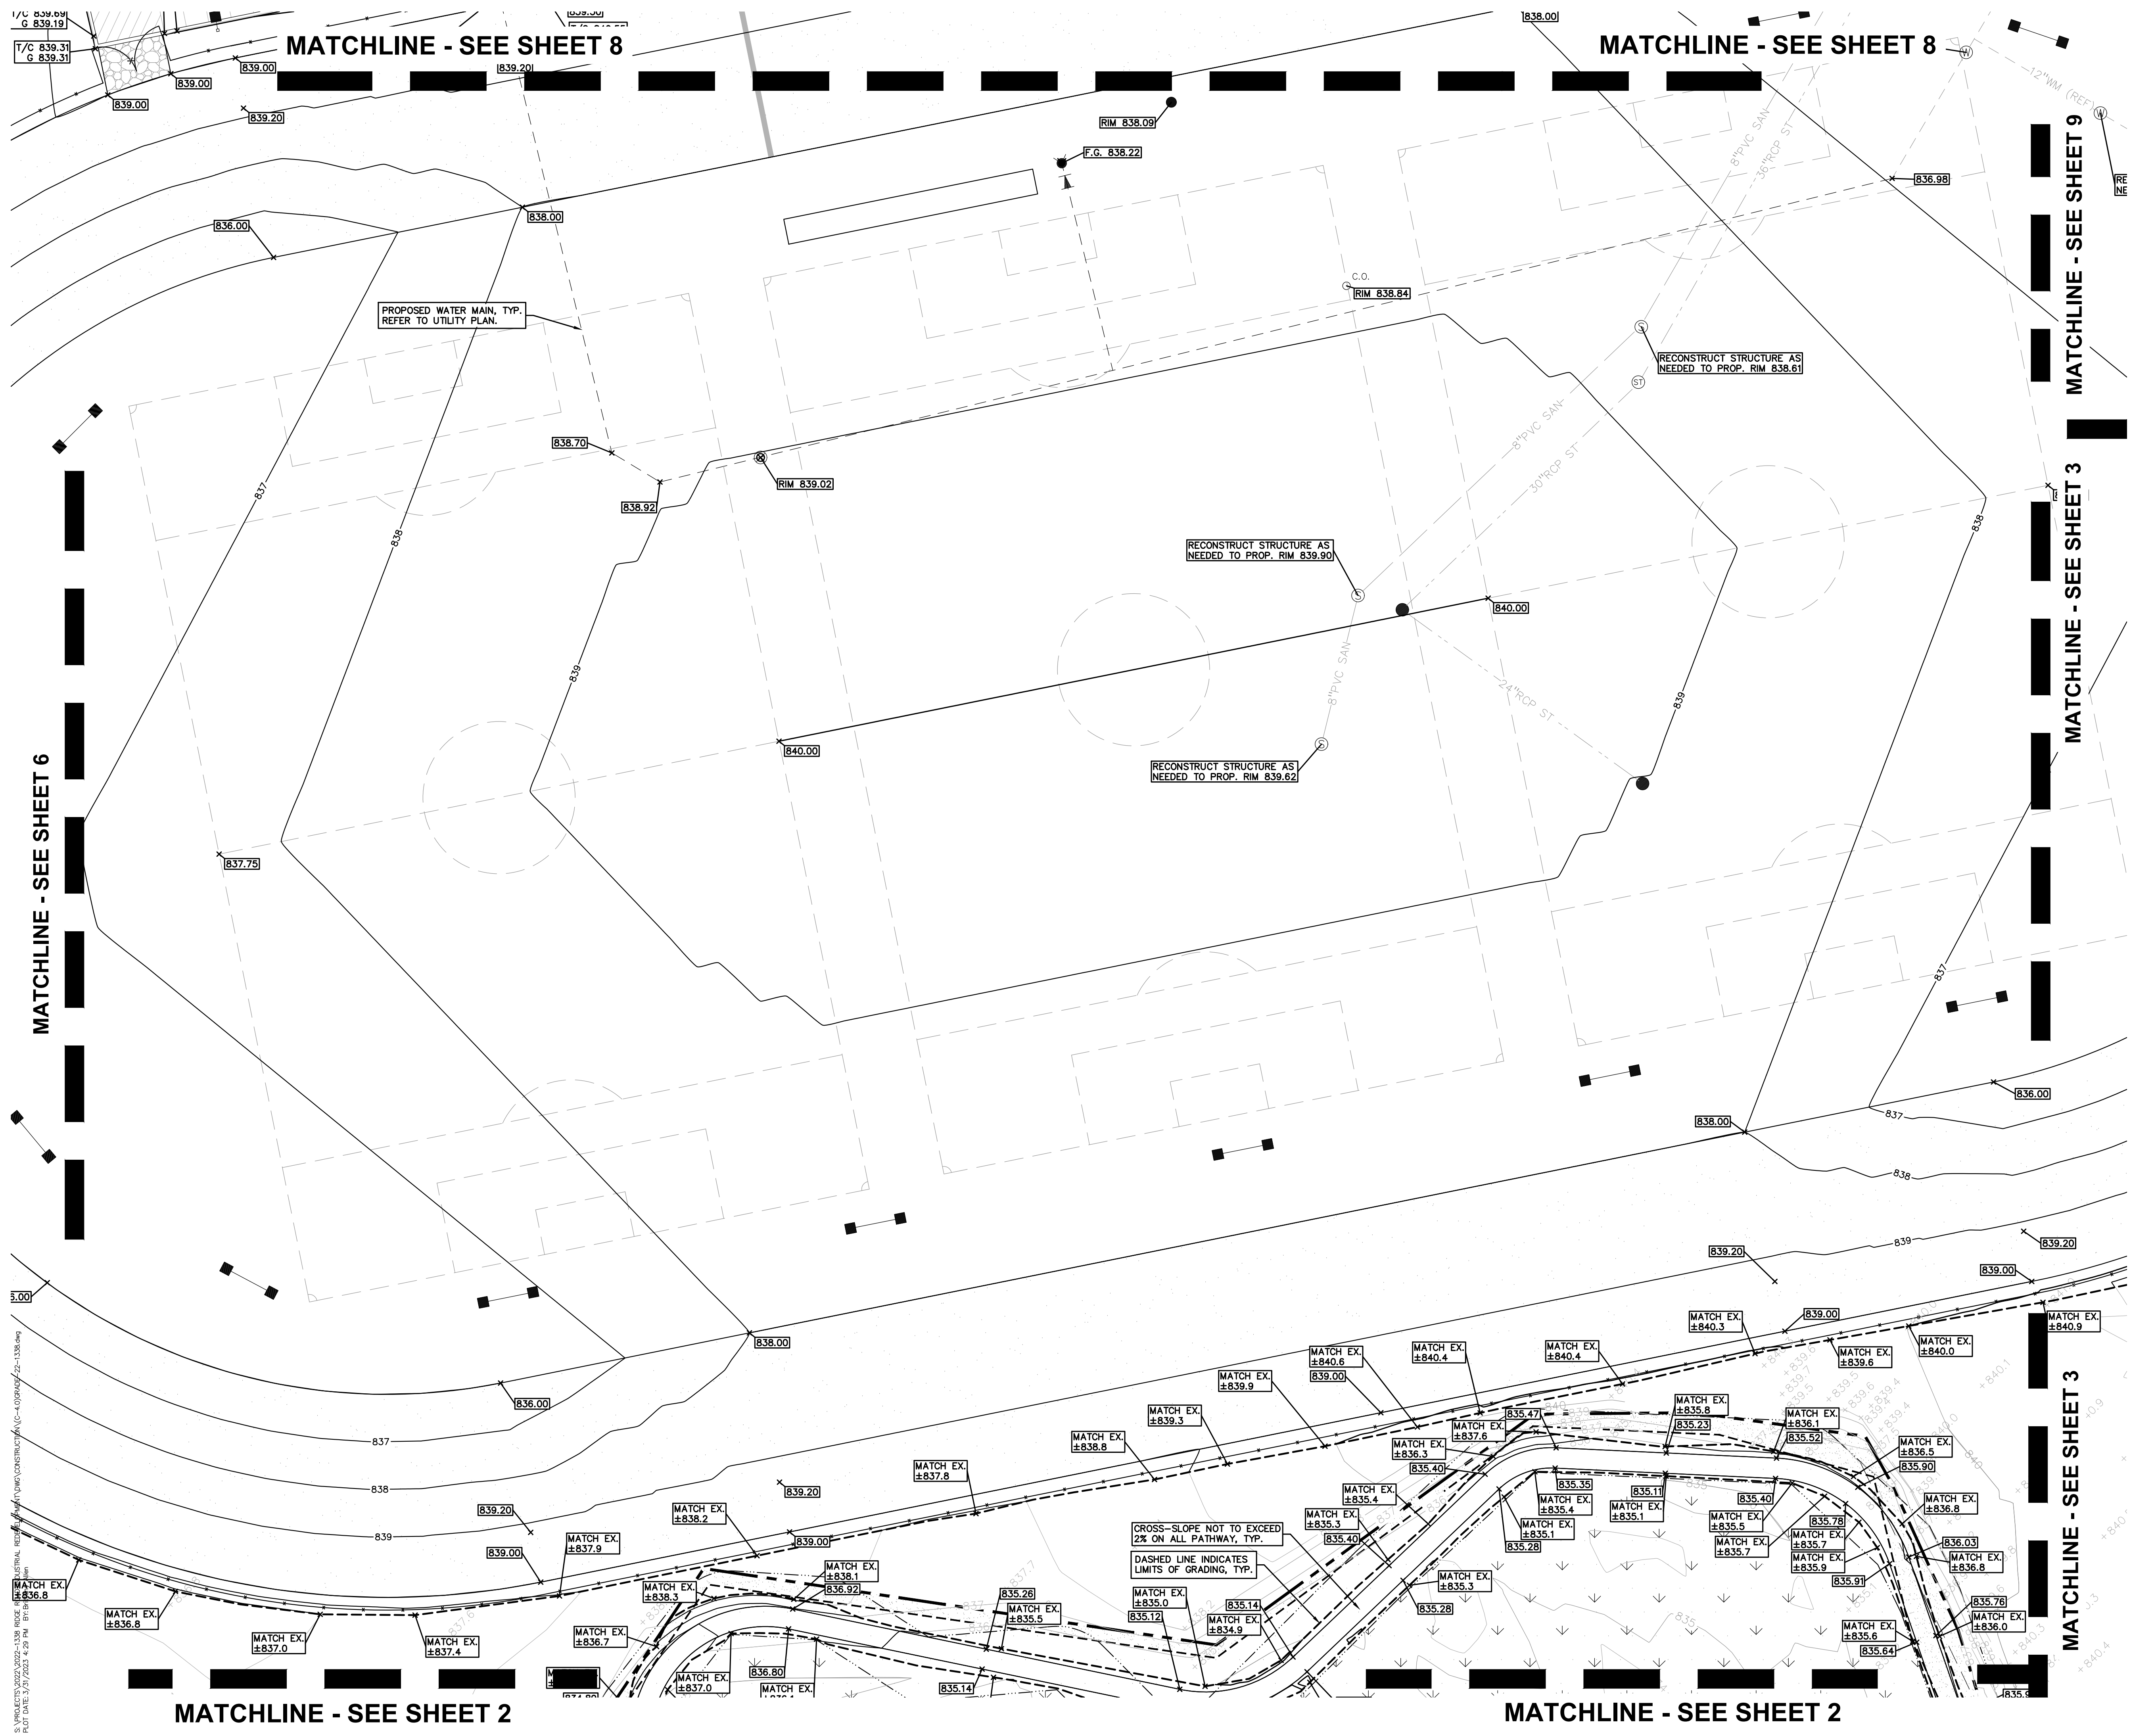 T/C 839.69
G 839.19
T/C 839.31
G 839.31
839.00
839.00
839.00
839.20
MATCHLINE - SEE SHEET 8
839.20
838.00
MATCHLINE - SEE SHEET 8
12"WM (REF)
W
W
RIM 838.09
F.G. 838.22
8"PVC SAN
36"RCP ST
836.98
MATCHLINE - SEE SHEET 9
836.00
838.00
PROPOSED WATER MAIN, TYP.
REFER TO UTILITY PLAN.
C.O.
RIM 838.84
S
RECONSTRUCT STRUCTURE AS
NEEDED TO PROP. RIM 838.61
ST
837
838
838.70
838.92
RIM 839.02
8"PVC SAN
30"RCP ST
838
MATCHLINE - SEE SHEET 3
RECONSTRUCT STRUCTURE AS
NEEDED TO PROP. RIM 839.90
S
840.00
839
8"PVC SAN
24"RCP ST
839
840.00
S
RECONSTRUCT STRUCTURE AS
NEEDED TO PROP. RIM 839.62
MATCHLINE - SEE SHEET 6
837.75
837
836.00
837
838.00
838
839
839.20
839.20
839.00
838.00
836.00
837
838
839
839.00
MATCH EX.
±840.3
MATCH EX.
±840.9
MATCH EX.
±840.0
MATCH EX.
±839.6
MATCH EX.
±840.4
MATCH EX.
±840.4
MATCH EX.
±840.6
839.00
MATCH EX.
±839.9
MATCH EX.
±839.3
MATCH EX.
±838.8
MATCH EX.
±837.8
839.20
839.20
MATCH EX.
±838.2
MATCH EX.
±837.9
839.00
839.00
835.47
MATCH EX.
±837.6
MATCH EX.
±836.3
835.40
MATCH EX.
±835.8
835.23
MATCH EX.
±836.1
835.52
MATCH EX.
±836.5
835.90
MATCH EX.
±835.4
MATCH EX.
±835.3
835.40
835.35
MATCH EX.
±835.4
MATCH EX.
±835.1
835.28
835.11
MATCH EX.
±835.1
835.40
MATCH EX.
±835.5
MATCH EX.
±835.7
835.78
MATCH EX.
±835.7
MATCH EX.
±835.9
835.91
MATCH EX.
±836.8
836.03
MATCH EX.
±836.8
835.76
MATCH EX.
±836.0
MATCH EX.
±835.6
835.64
CROSS-SLOPE NOT TO EXCEED
2% ON ALL PATHWAY, TYP.
DASHED LINE INDICATES
LIMITS OF GRADING, TYP.
MATCH EX.
±835.3
835.28
MATCH EX.
±835.0
835.12
835.14
MATCH EX.
±834.9
835.26
MATCH EX.
±835.5
MATCH EX.
±838.1
836.92
MATCH EX.
±838.3
MATCH EX.
±836.7
836.80
MATCH EX.
±837.0
835.14
MATCH EX.
±836.8
MATCH EX.
±836.8
MATCH EX.
±837.0
MATCH EX.
±837.4
MATCHLINE - SEE SHEET 3
MATCHLINE - SEE SHEET 2
MATCHLINE - SEE SHEET 2